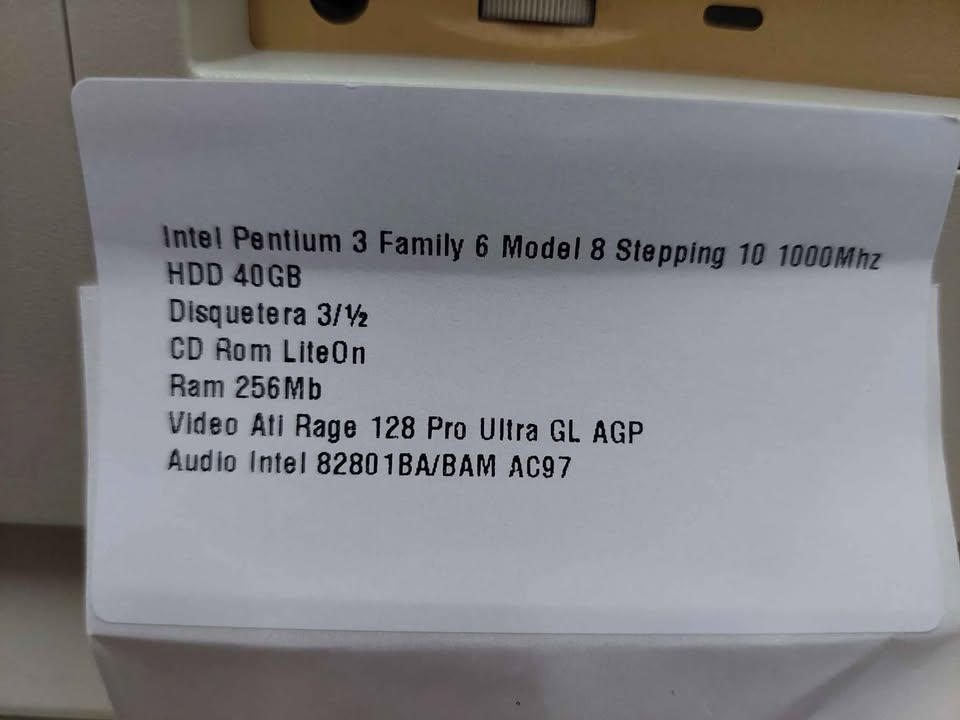 Intel Pentium 3 Family 6 Model 8 Stepping 10 1000Mhz
HDD 40GB
Disquetera 3/½
CD Rom LiteOn
Ram 256Mb
Video Ati Rage 128 Pro Ultra GL AGP
Audio Intel 82801BA/BAM AC97